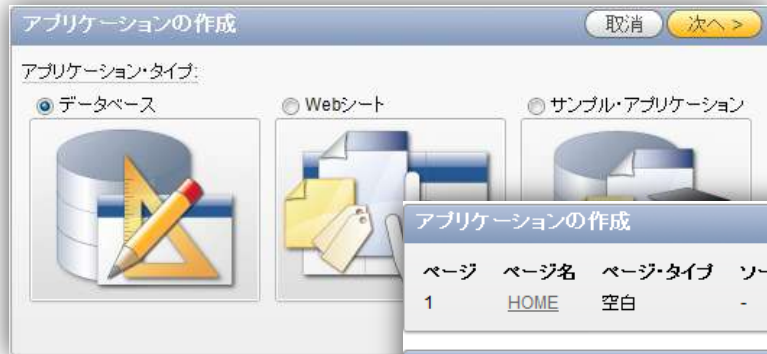 アプリケーションの作成
取消
次へ >
アプリケーション・タイプ:
データベース
Webシート
サンプル・アプリケーション
アプリケーションの作成
ページ ページ名 ページ・タイプ
1 HOME 空白 -